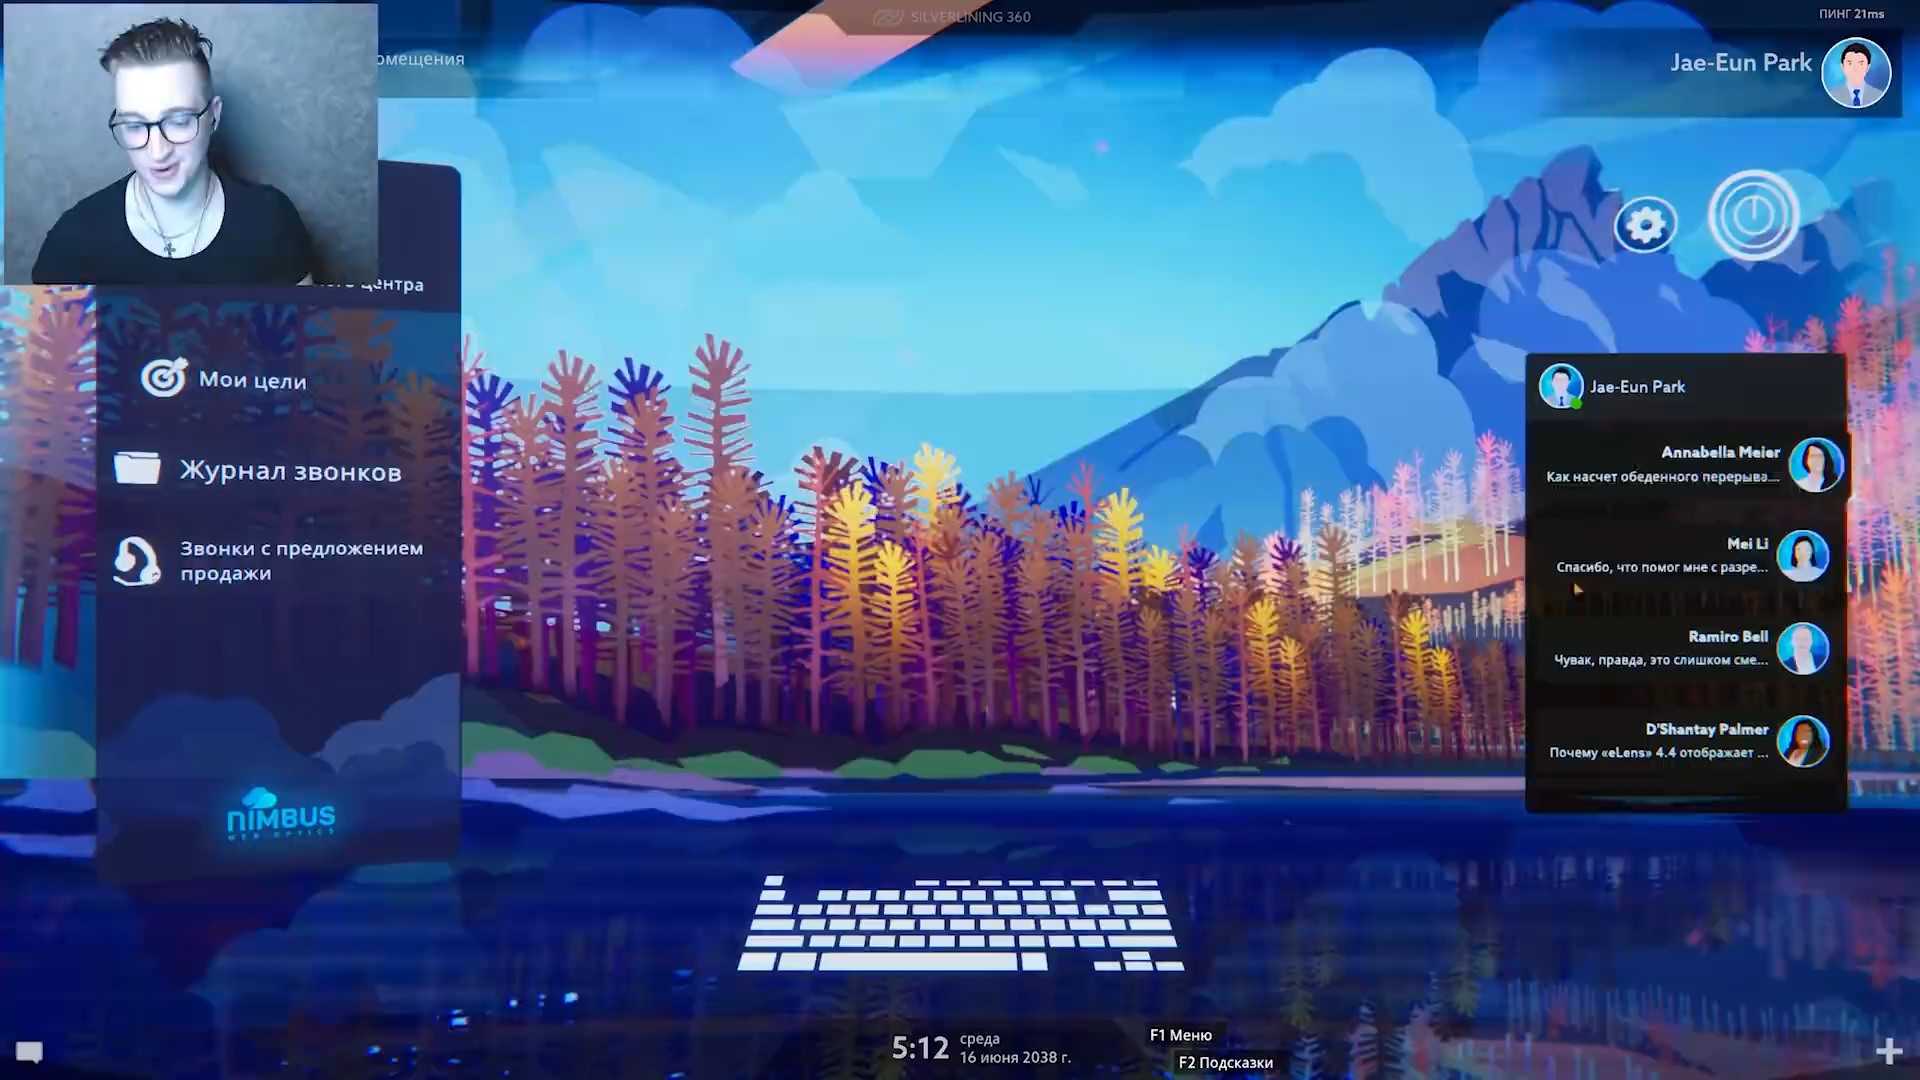 SILVERLINING 360
ПИНГ 21ms
омещения
Jae-Eun Park
центра
Мои цели
Журнал звонков
Звонки с предложением
продажи
NIMBUS
WEB OPTICS
Jae-Eun Park
Annabella Meier
Как насчет обеденного перерыва...
Mei Li
Спасибо, что помог мне с разре...
Ramiro Bell
Чувак, правда, это слишком сме...
D'Shantay Palmer
Почему «eLens» 4.4 отображает ...
5:12
среда
16 июня 2038 г.
F1 Меню
F2 Подсказки